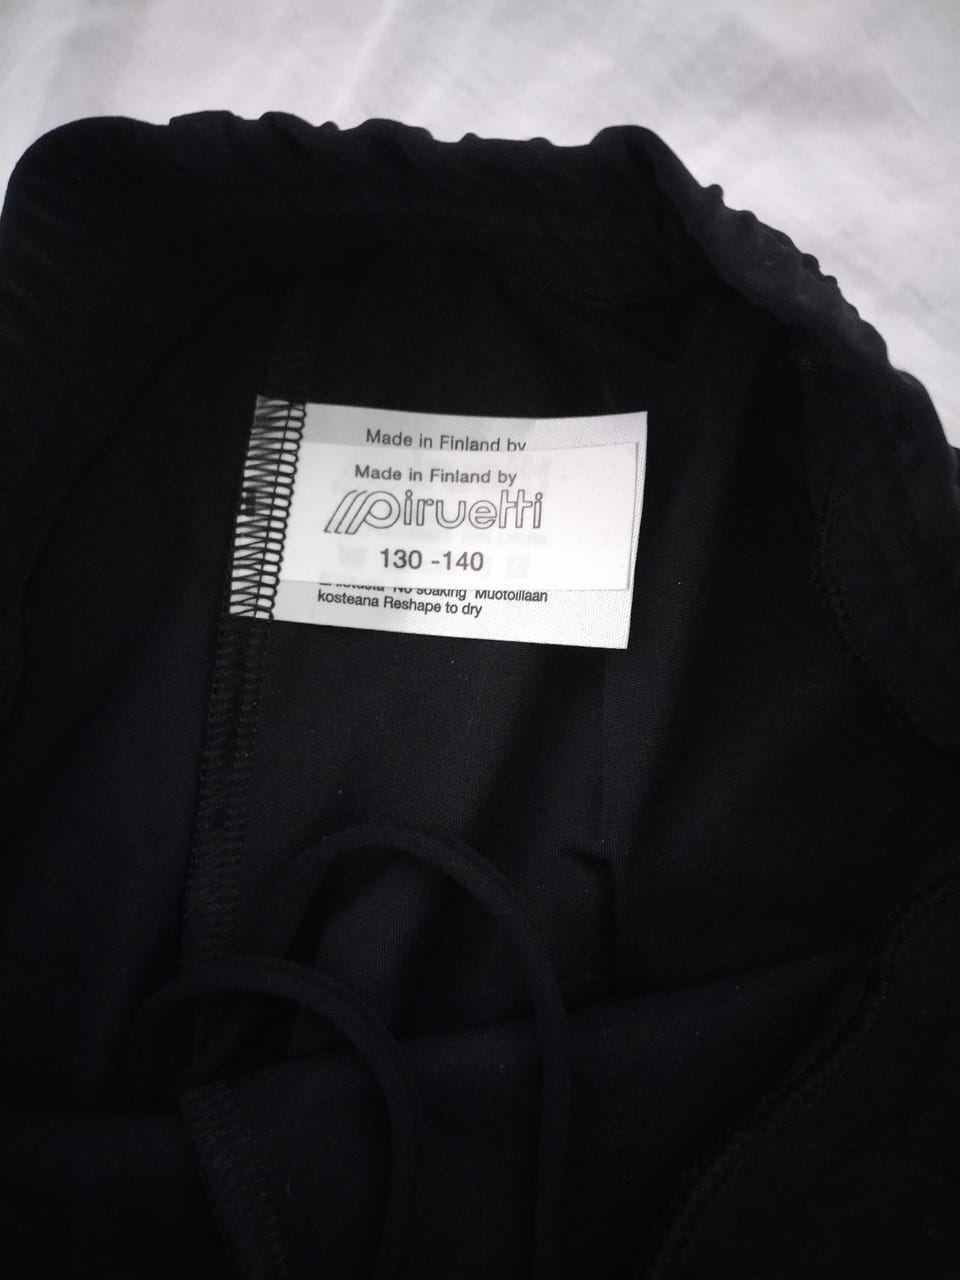 Made in Finland by
Made in Finland by
piruetti
130 -140
No soaking Muotoillaan
kosteana Reshape to dry